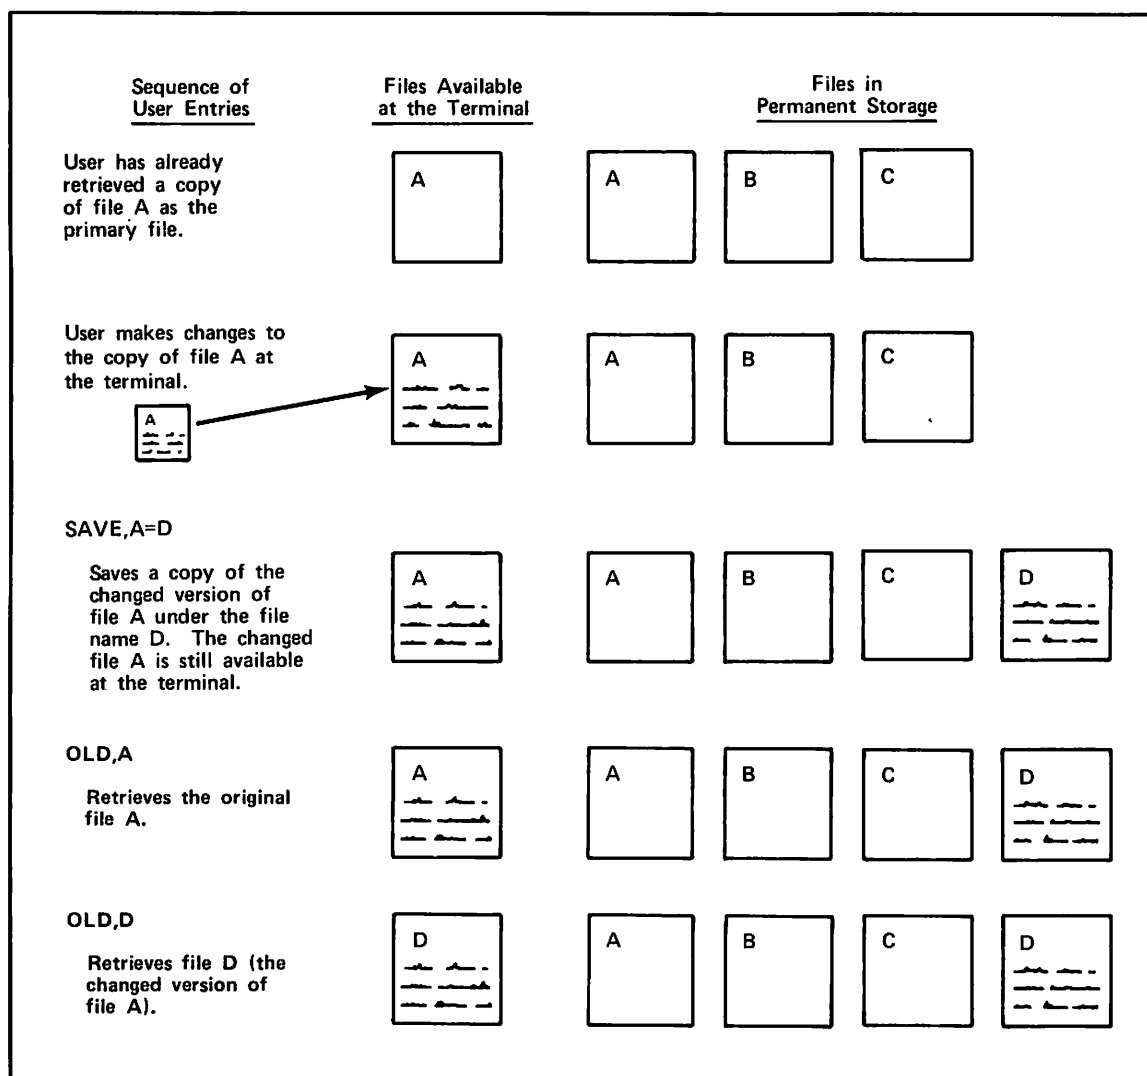 Sequence of
User Entries
Files Available
at the Terminal
Files in
Permanent Storage
User has already
retrieved a copy
of file A as the
primary file.
A
A
B
C
User makes changes to
the copy of file A at
the terminal.
A
A
A
B
C
SAVE,A=D
Saves a copy of the
changed version of
file A under the file
name D. The changed
file A is still available
at the terminal.
A
A
B
C
D
OLD,A
Retrieves the original
file A.
A
A
B
C
D
OLD,D
Retrieves file D (the
changed version of
file A).
D
A
B
C
D